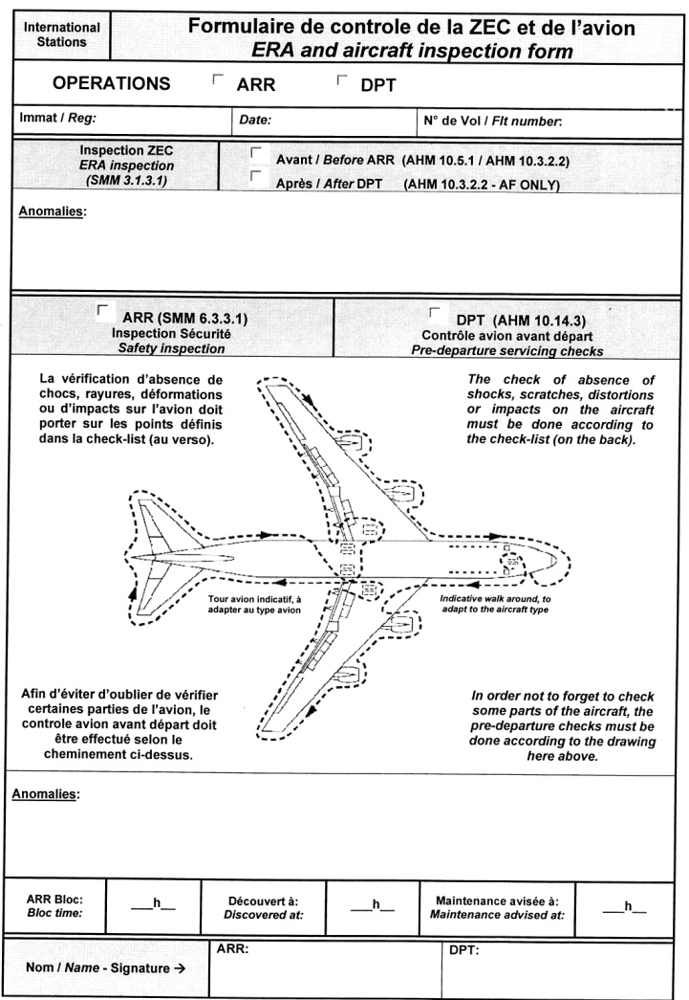 International
Stations
Formulaire de controle de la ZEC et de l'avion
ERA and aircraft inspection form
OPERATIONS ARR DPT
Immat / Reg:
Date:
N° de Vol / Flt number:
Inspection ZEC
ERA inspection
(SMM 3.1.3.1)
Avant / Before ARR (AHM 10.5.1 / AHM 10.3.2.2)
Après / After DPT (AHM 10.3.2.2 - AF ONLY)
Anomalies:
ARR (SMM 6.3.3.1)
Inspection Sécurité
Safety inspection
DPT (AHM 10.14.3)
Contrôle avion avant départ
Pre-departure servicing checks
La vérification d'absence de
chocs, rayures, déformations
ou d'impacts sur l'avion doit
porter sur les points définis
dans la check-list (au verso).
The check of absence of
shocks, scratches, distortions
or impacts on the aircraft
must be done according to
the check-list (on the back).
Tour avion indicatif, à
adapter au type avion
Indicative walk around, to
adapt to the aircraft type
Afin d'éviter d'oublier de vérifier
certaines parties de l'avion, le
controle avion avant départ doit
être effectué selon le
cheminement ci-dessus.
In order not to forget to check
some parts of the aircraft, the
pre-departure checks must be
done according to the drawing
here above.
Anomalies:
ARR Bloc:
Bloc time:
___h__
Découvert à:
Discovered at:
___h__
Maintenance avisée à:
Maintenance advised at:
___h__
Nom / Name - Signature →
ARR:
DPT: